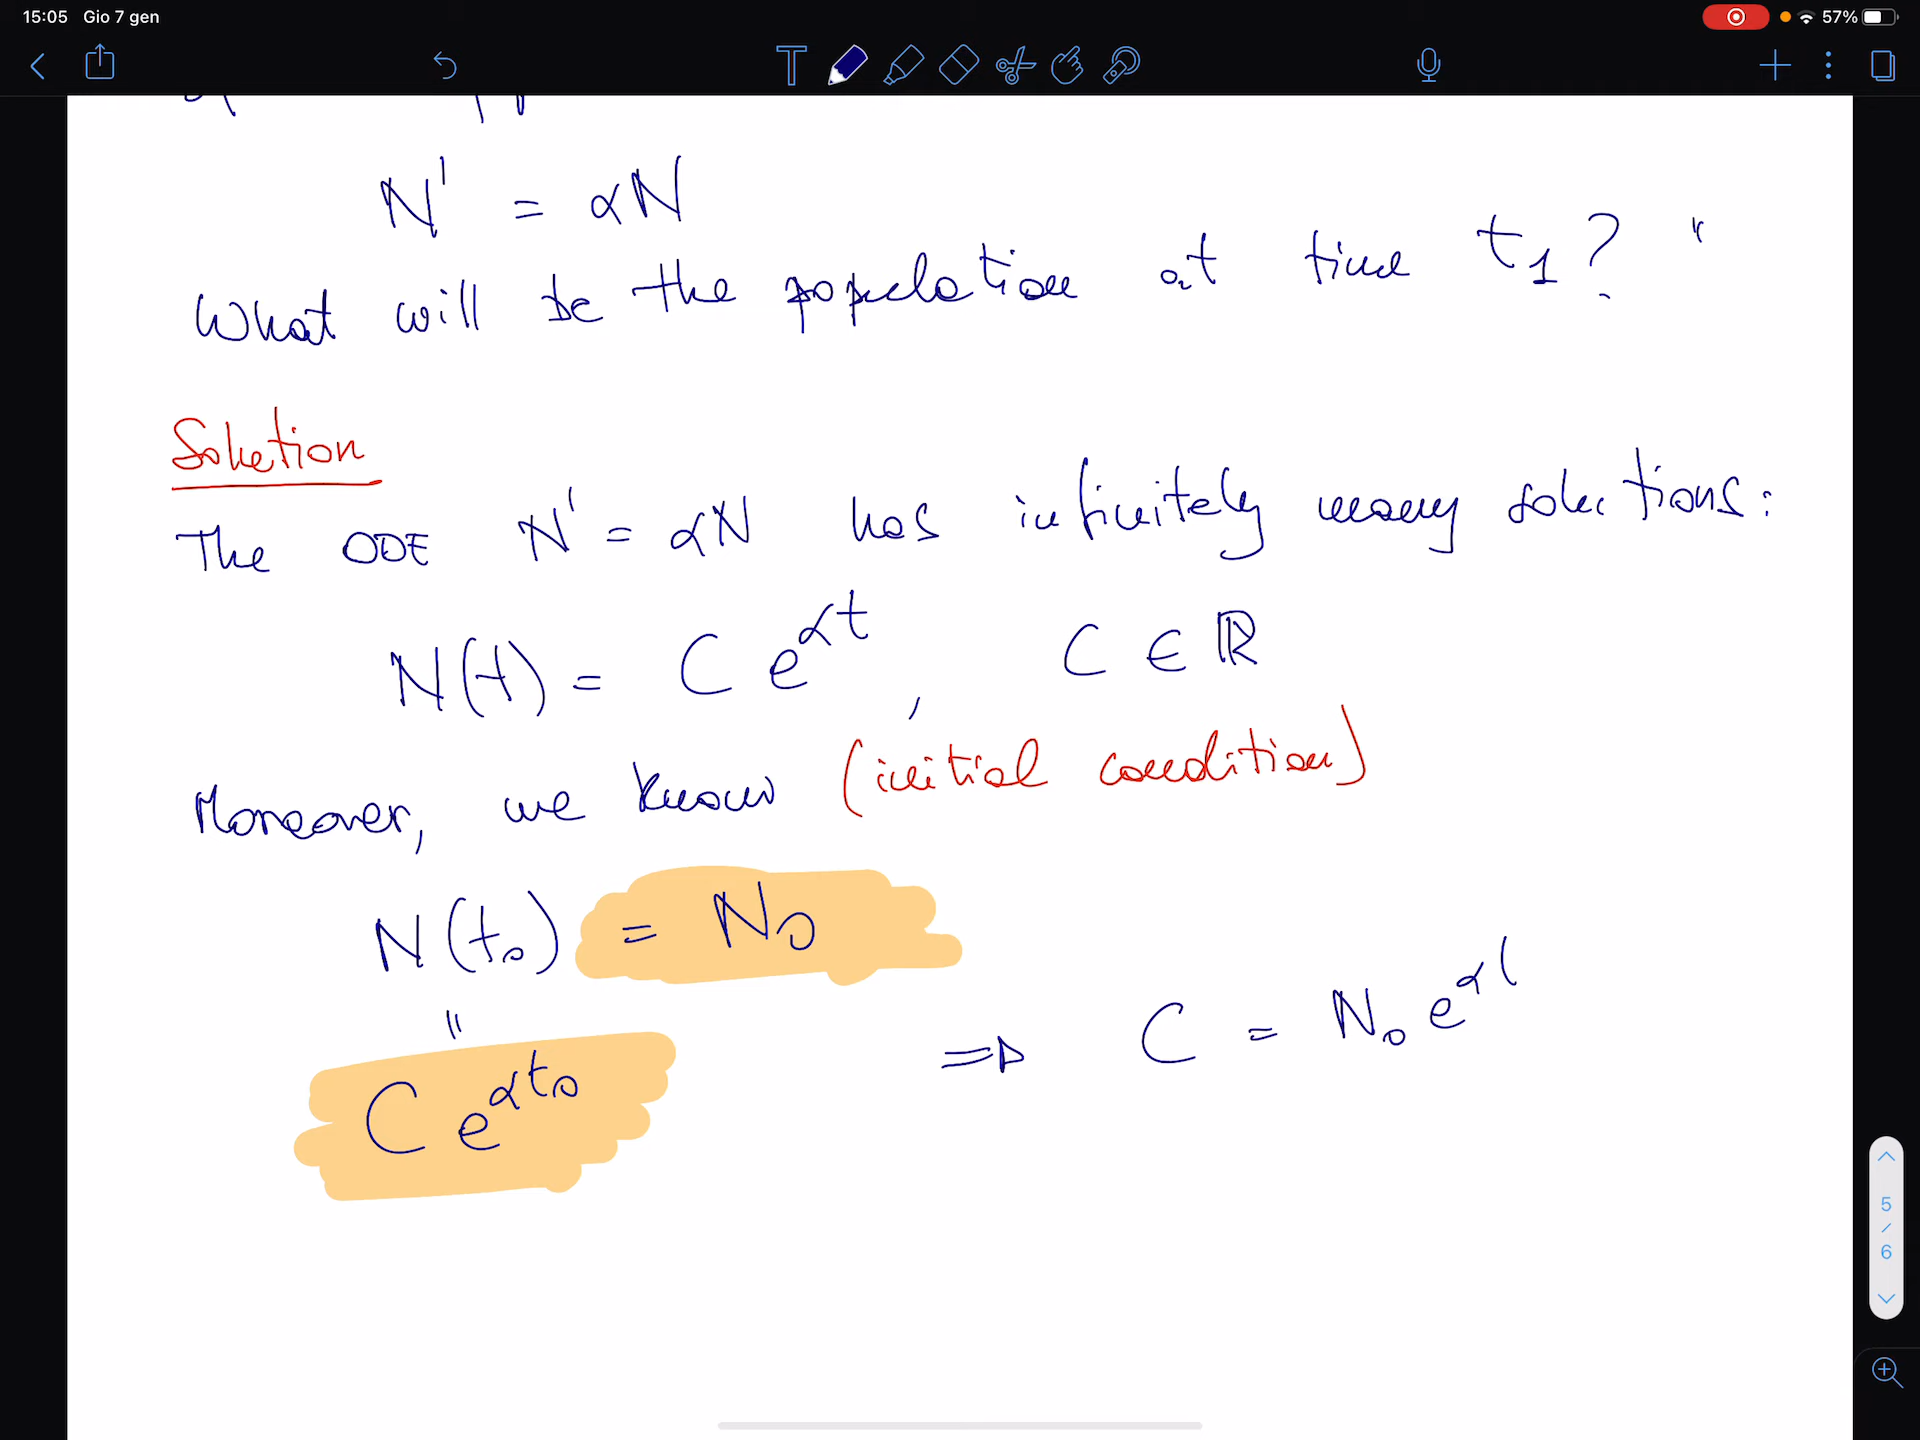 15:05 Gio 7 gen 57%
N' = αN
What will be the population at time t₁? "
Solution
The ODE N' = αN has infinitely many solutions:
N(t) = C e^{αt}, C ∈ ℝ
Moreover, we know (initial condition)
N(t₀) = N₀
"
C e^{αt₀} ⇒ C = N₀ e^{α(
5
/
6